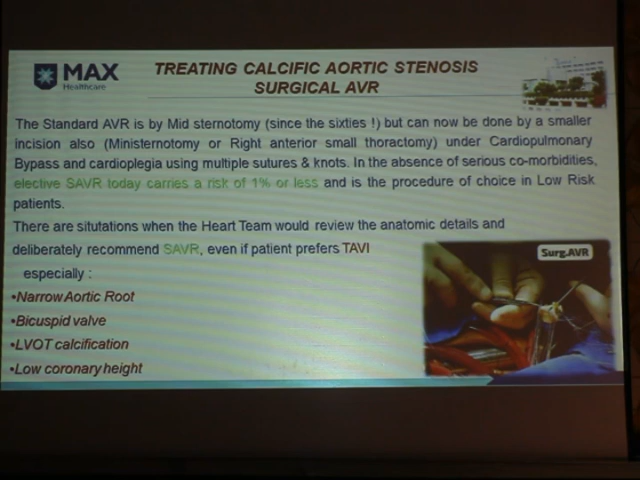 MAX
Healthcare
TREATING CALCIFIC AORTIC STENOSIS
SURGICAL AVR
The Standard AVR is by Mid sternotomy (since the sixties !) but can now be done by a smaller
incision also (Ministernotomy or Right anterior small thoractomy) under Cardiopulmonary
Bypass and cardioplegia using multiple sutures & knots. In the absence of serious co-morbidities,
elective SAVR today carries a risk of 1% or less and is the procedure of choice in Low Risk
patients.
There are situtations when the Heart Team would review the anatomic details and
deliberately recommend SAVR, even if patient prefers TAVI
especially :
•Narrow Aortic Root
•Bicuspid valve
•LVOT calcification
•Low coronary height
Surg.AVR